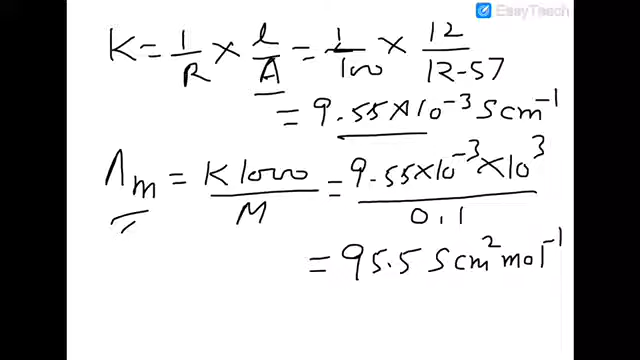 EasyTeach
K = 1/R × l/A = 1/100 × 12/12.57
= 9.55×10⁻³ S cm⁻¹
Λm = K 1000/M = 9.55×10⁻³×10³/0.1
= 95.5 S cm² mol⁻¹